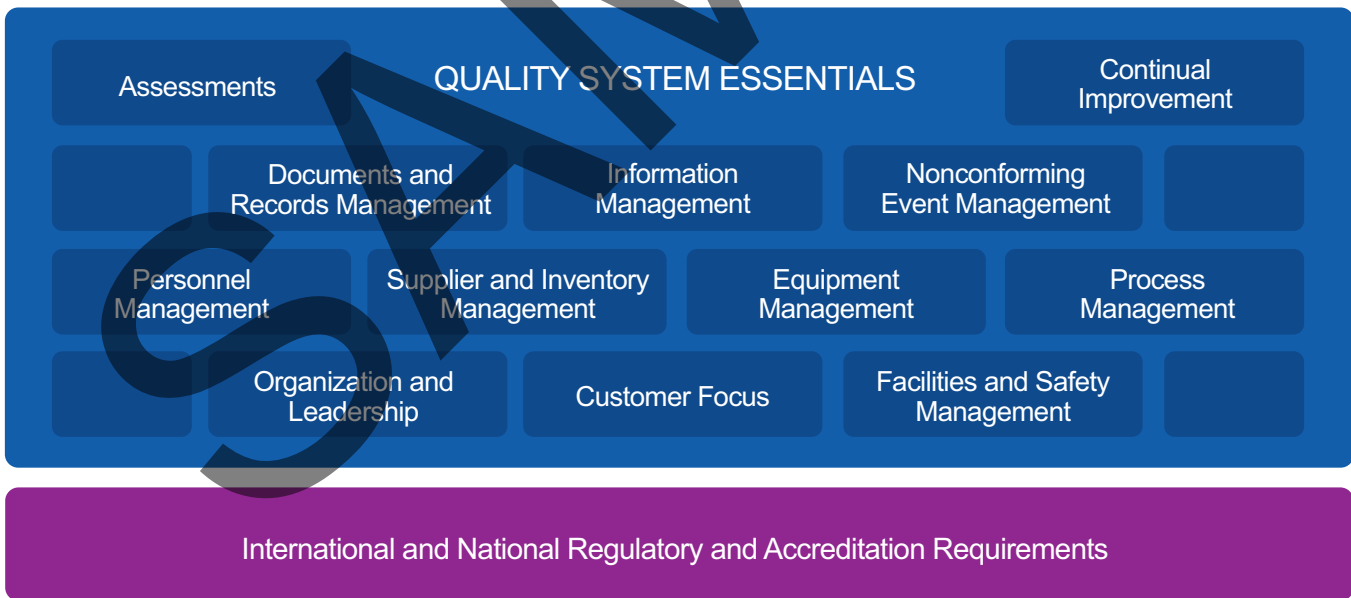 Assessments
QUALITY SYSTEM ESSENTIALS
Continual
Improvement
Documents and
Records Management
Information
Management
Nonconforming
Event Management
Personnel
Management
Supplier and Inventory
Management
Equipment
Management
Process
Management
Organization and
Leadership
Customer Focus
Facilities and Safety
Management
International and National Regulatory and Accreditation Requirements